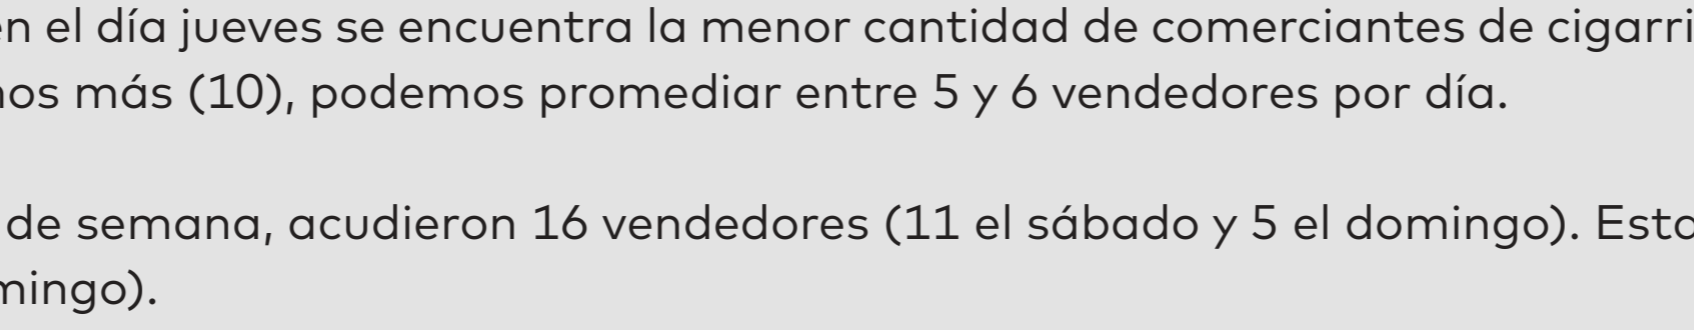 en el día jueves se encuentra la menor cantidad de comerciantes de cigarri
nos más (10), podemos promediar entre 5 y 6 vendedores por día.
de semana, acudieron 16 vendedores (11 el sábado y 5 el domingo). Esto
mingo).